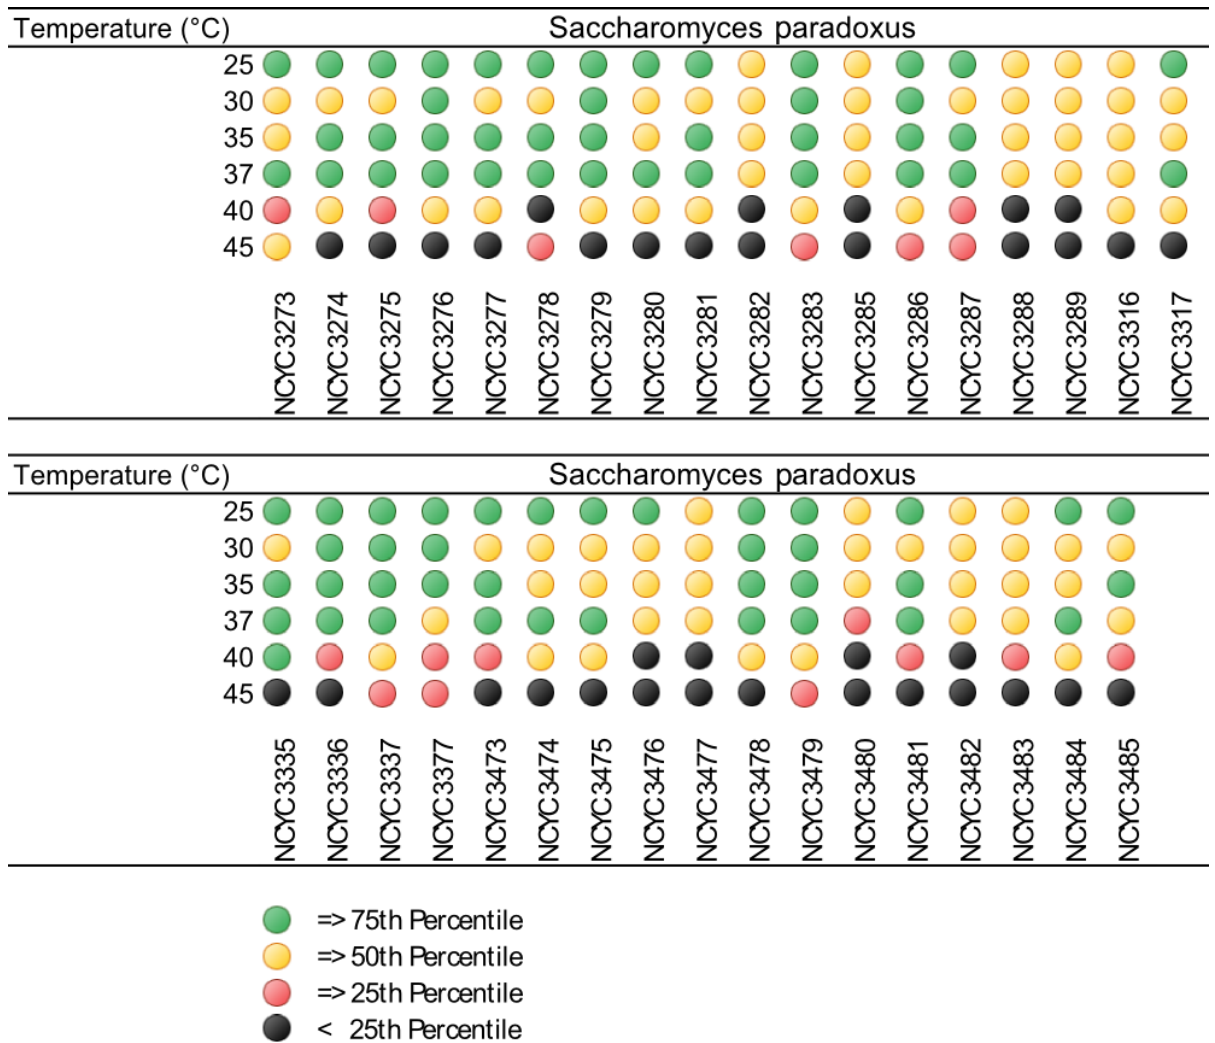 Temperature (°C) Saccharomyces paradoxus
25
30
35
37
40
45
NCYC3273 NCYC3274 NCYC3275 NCYC3276 NCYC3277 NCYC3278 NCYC3279 NCYC3280 NCYC3281 NCYC3282 NCYC3283 NCYC3285 NCYC3286 NCYC3287 NCYC3288 NCYC3289 NCYC3316 NCYC3317
Temperature (°C) Saccharomyces paradoxus
25
30
35
37
40
45
NCYC3335 NCYC3336 NCYC3337 NCYC3377 NCYC3473 NCYC3474 NCYC3475 NCYC3476 NCYC3477 NCYC3478 NCYC3479 NCYC3480 NCYC3481 NCYC3482 NCYC3483 NCYC3484 NCYC3485
=> 75th Percentile
=> 50th Percentile
=> 25th Percentile
< 25th Percentile